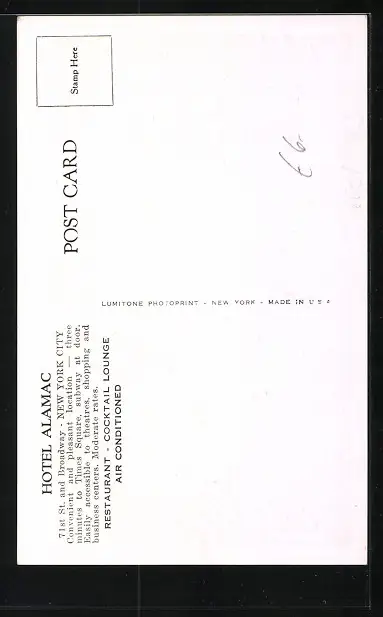 HOTEL ALAMAC
71st St. and Broadway · NEW YORK CITY
Convenient and pleasant location — three
minutes to Times Square, subway at door.
Easily accessible to theatres, shopping and
business centers. Moderate rates.
RESTAURANT - COCKTAIL LOUNGE
AIR CONDITIONED
LUMITONE PHOTOPRINT - NEW YORK - MADE IN U S A
POST CARD
Stamp Here